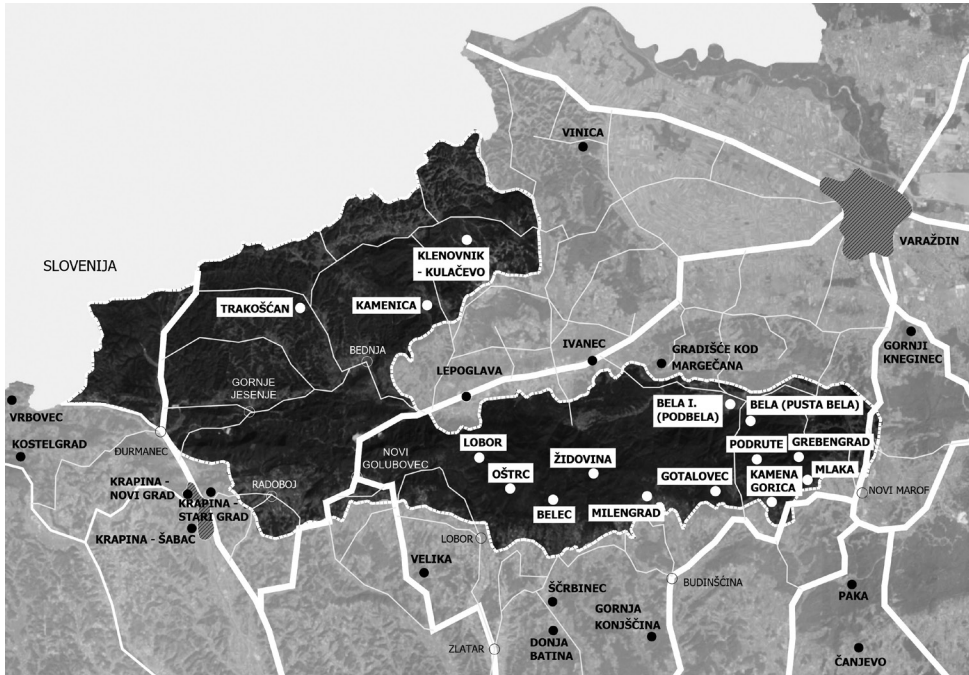 VINICA
VARAŽDIN
KLENOVNIK
- KULAČEVO
SLOVENIJA
TRAKOŠĆAN
KAMENICA
GORNJI
KNEGINEC
IVANEC
GRADIŠĆE KOD
MARGEČANA
BEDNJA
LEPOGLAVA
GORNJE
JESENJE
VRBOVEC
BELA I.
(PODBELA)
BELA (PUSTA BELA)
KOSTELGRAD
ĐURMANEC
NOVI
GOLUBOVEC
LOBOR
OŠTRC
ŽIDOVINA
PODRUTE
GREBENGRAD
MLAKA
GOTALOVEC
KAMENA
GORICA
NOVI MAROF
KRAPINA -
NOVI GRAD
KRAPINA -
STARI GRAD
RADOBOJ
BELEC
MILENGRAD
KRAPINA - ŠABAC
LOBOR
VELIKA
BUDINŠĆINA
ŠČRBINEC
GORNJA
KONJŠČINA
PAKA
DONJA
BATINA
ZLATAR
ČANJEVO